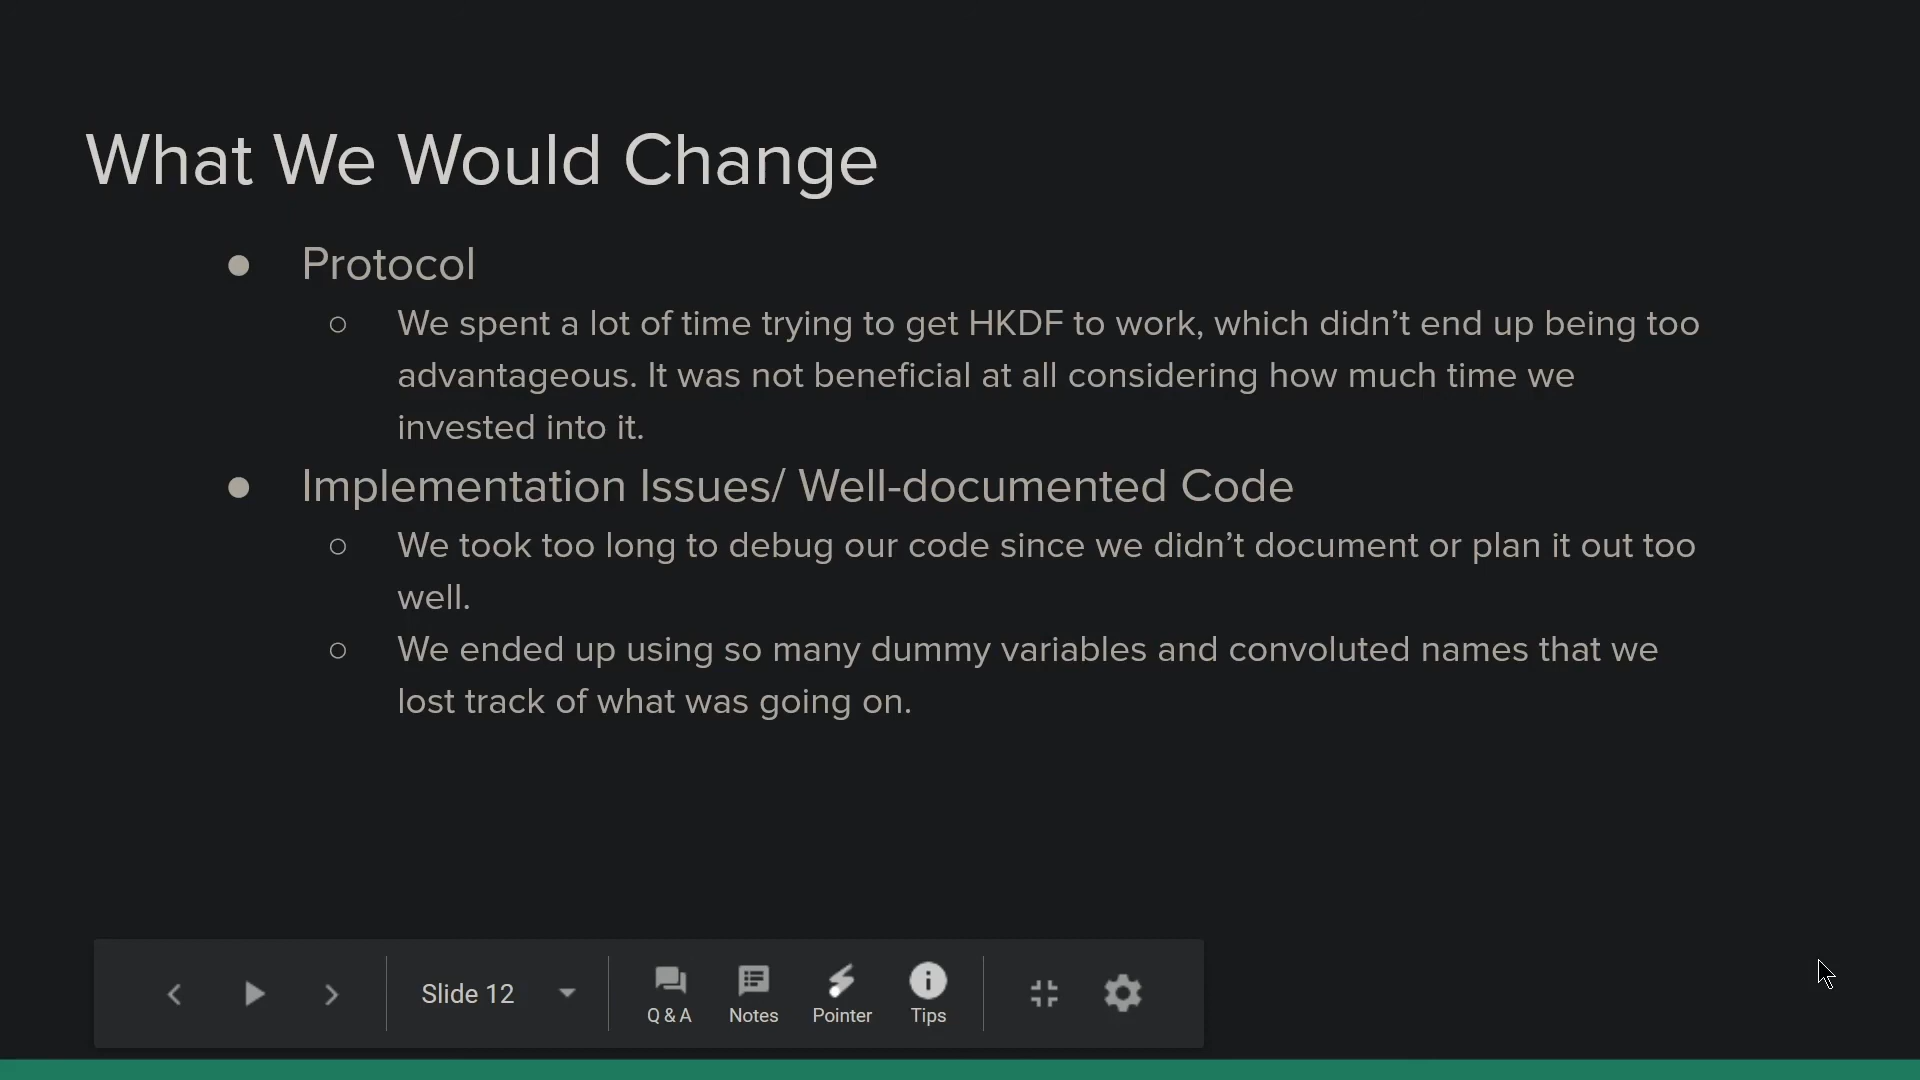 What We Would Change
● Protocol
○ We spent a lot of time trying to get HKDF to work, which didn’t end up being too
advantageous. It was not beneficial at all considering how much time we
invested into it.
● Implementation Issues/ Well-documented Code
○ We took too long to debug our code since we didn’t document or plan it out too
well.
○ We ended up using so many dummy variables and convoluted names that we
lost track of what was going on.
Slide 12
Q & A
Notes
Pointer
Tips